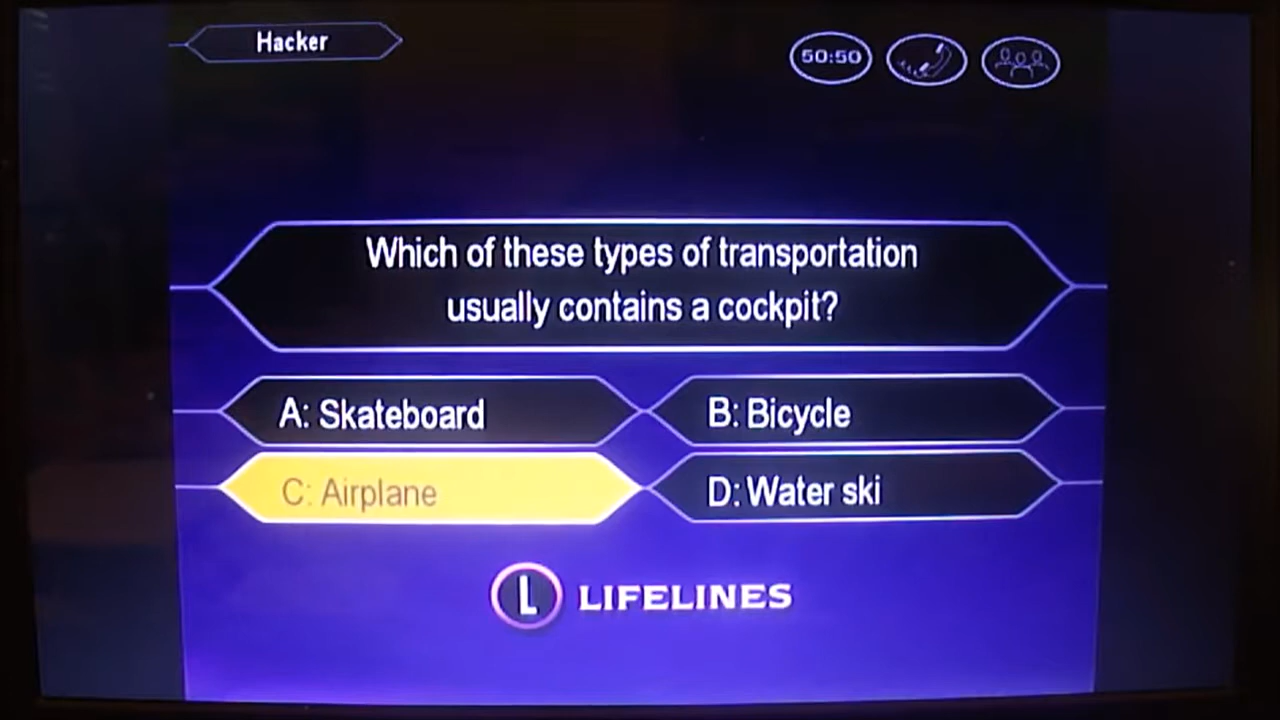 Hacker
50:50
Which of these types of transportation
usually contains a cockpit?
A: Skateboard
B: Bicycle
C: Airplane
D: Water ski
L LIFELINES